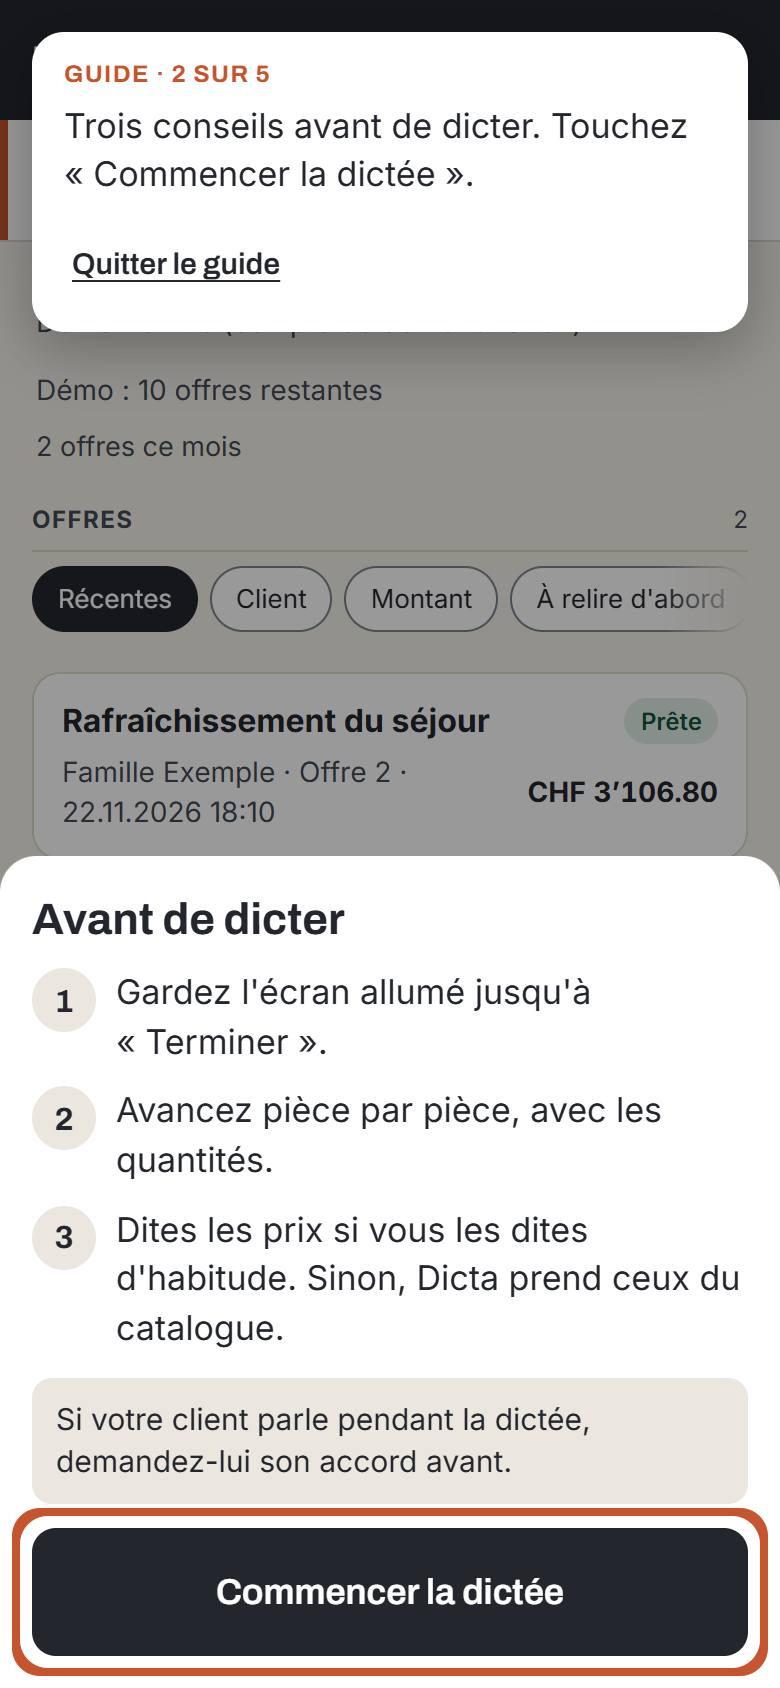 GUIDE · 2 SUR 5
Trois conseils avant de dicter. Touchez
« Commencer la dictée ».
Quitter le guide
Démo : 10 offres restantes
2 offres ce mois
OFFRES
2
Récentes
Client
Montant
À relire d'abord
Rafraîchissement du séjour
Prête
Famille Exemple · Offre 2 ·
22.11.2026 18:10
CHF 3’106.80
Avant de dicter
1
Gardez l'écran allumé jusqu'à
« Terminer ».
2
Avancez pièce par pièce, avec les
quantités.
3
Dites les prix si vous les dites
d'habitude. Sinon, Dicta prend ceux du
catalogue.
Si votre client parle pendant la dictée,
demandez-lui son accord avant.
Commencer la dictée